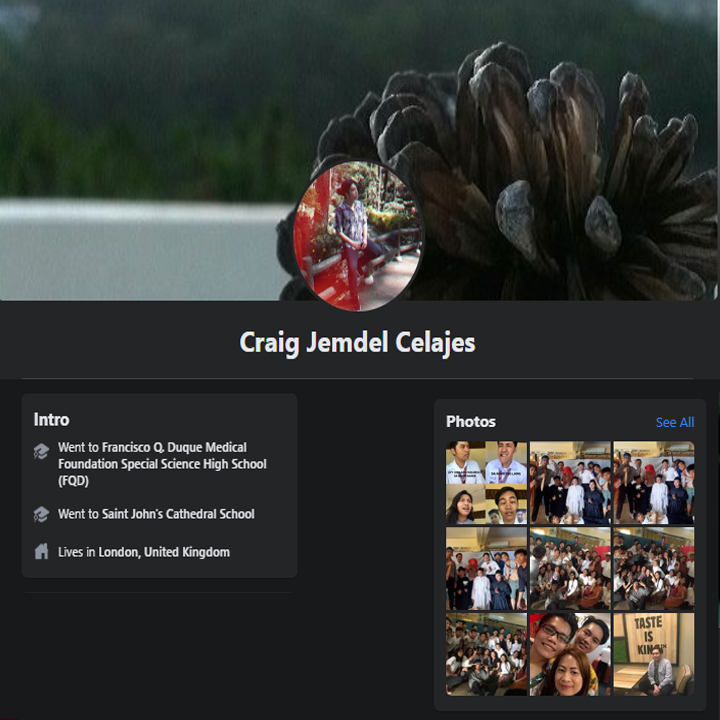 Craig Jemdel Celajes
Intro
Went to Francisco Q. Duque Medical
Foundation Special Science High School
(FQD)
Went to Saint John's Cathedral School
Lives in London, United Kingdom
Photos
See All
TASTE
IS